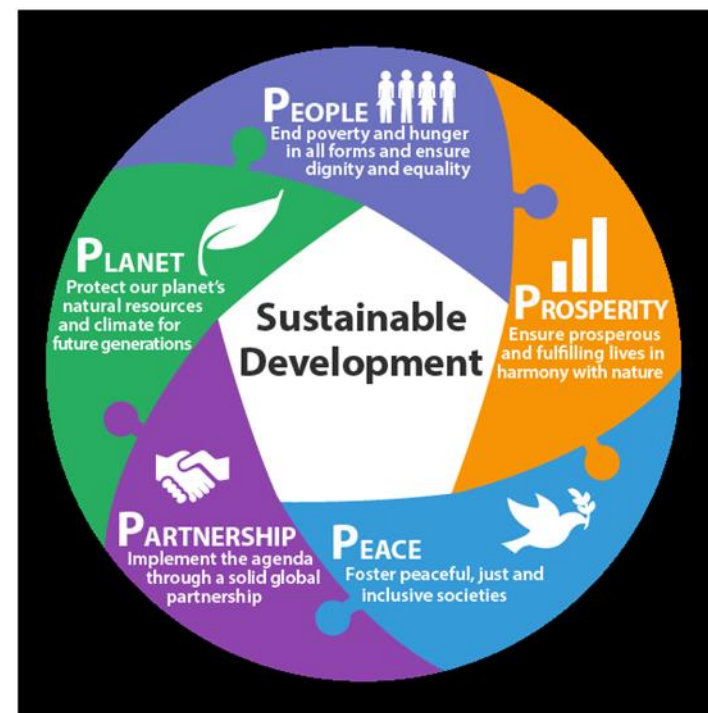 PEOPLE
End poverty and hunger
in all forms and ensure
dignity and equality
PROSPERITY
Ensure prosperous
and fulfilling lives in
harmony with nature
PEACE
Foster peaceful, just and
inclusive societies
PARTNERSHIP
Implement the agenda
through a solid global
partnership
PLANET
Protect our planet's
natural resources
and climate for
future generations
Sustainable
Development